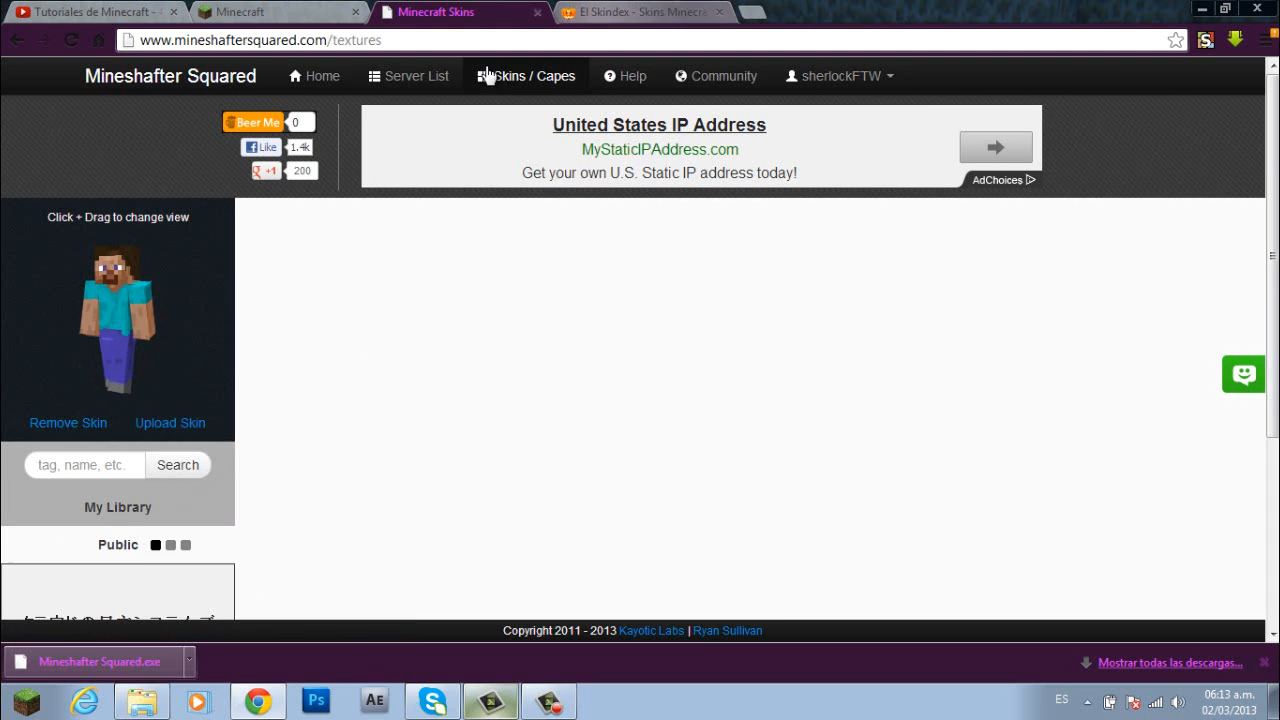 Tutoriales de Minecraft -
Minecraft
Minecraft Skins
El Skindex - Skins Minecra
www.mineshaftersquared.com/textures
Mineshafter Squared
Home
Server List
Skins / Capes
Help
Community
sherlockFTW
Beer Me 0
Like 1.4k
+1 200
United States IP Address
MyStaticIPAddress.com
Get your own U.S. Static IP address today!
AdChoices
Click + Drag to change view
Remove Skin
Upload Skin
tag, name, etc.
Search
My Library
Public
Copyright 2011 - 2013 Kayotic Labs | Ryan Sullivan
Mineshafter Squared.exe
Mostrar todas las descargas...
Ps
Ae
ES
06:13 a.m.
02/03/2013